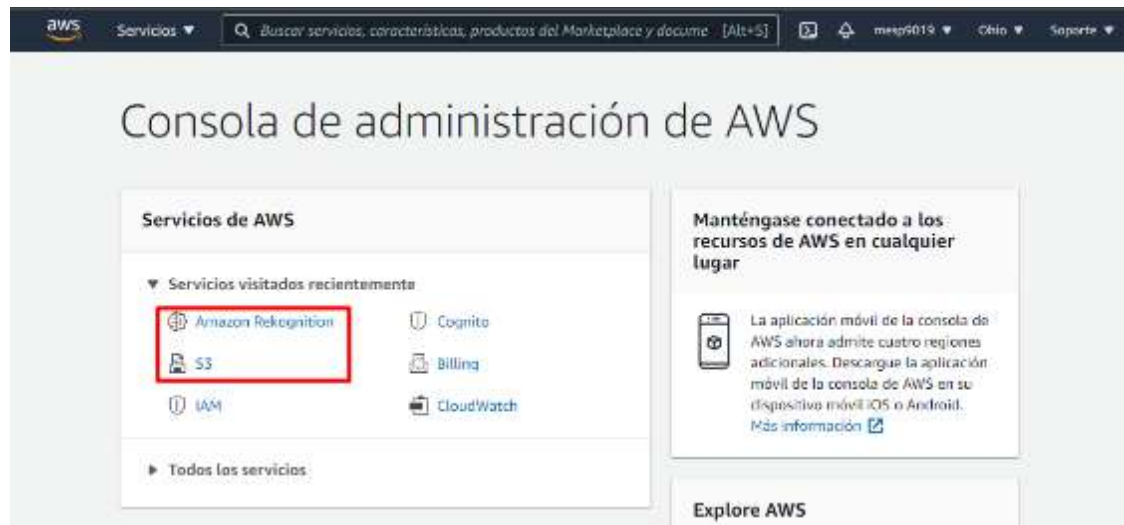 aws
Servicios ▼
Buscar servicios, características, productos del Marketplace y docume [Alt+S]
mesp9019 ▼
Ohio ▼
Soporte ▼
Consola de administración de AWS
Servicios de AWS
▼ Servicios visitados recientemente
Amazon Rekognition
Cognito
S3
Billing
IAM
CloudWatch
▶ Todos los servicios
Manténgase conectado a los
recursos de AWS en cualquier
lugar
La aplicación móvil de la consola de
AWS ahora admite cuatro regiones
adicionales. Descargue la aplicación
móvil de la consola de AWS en su
dispositivo móvil iOS o Android.
Más información
Explore AWS